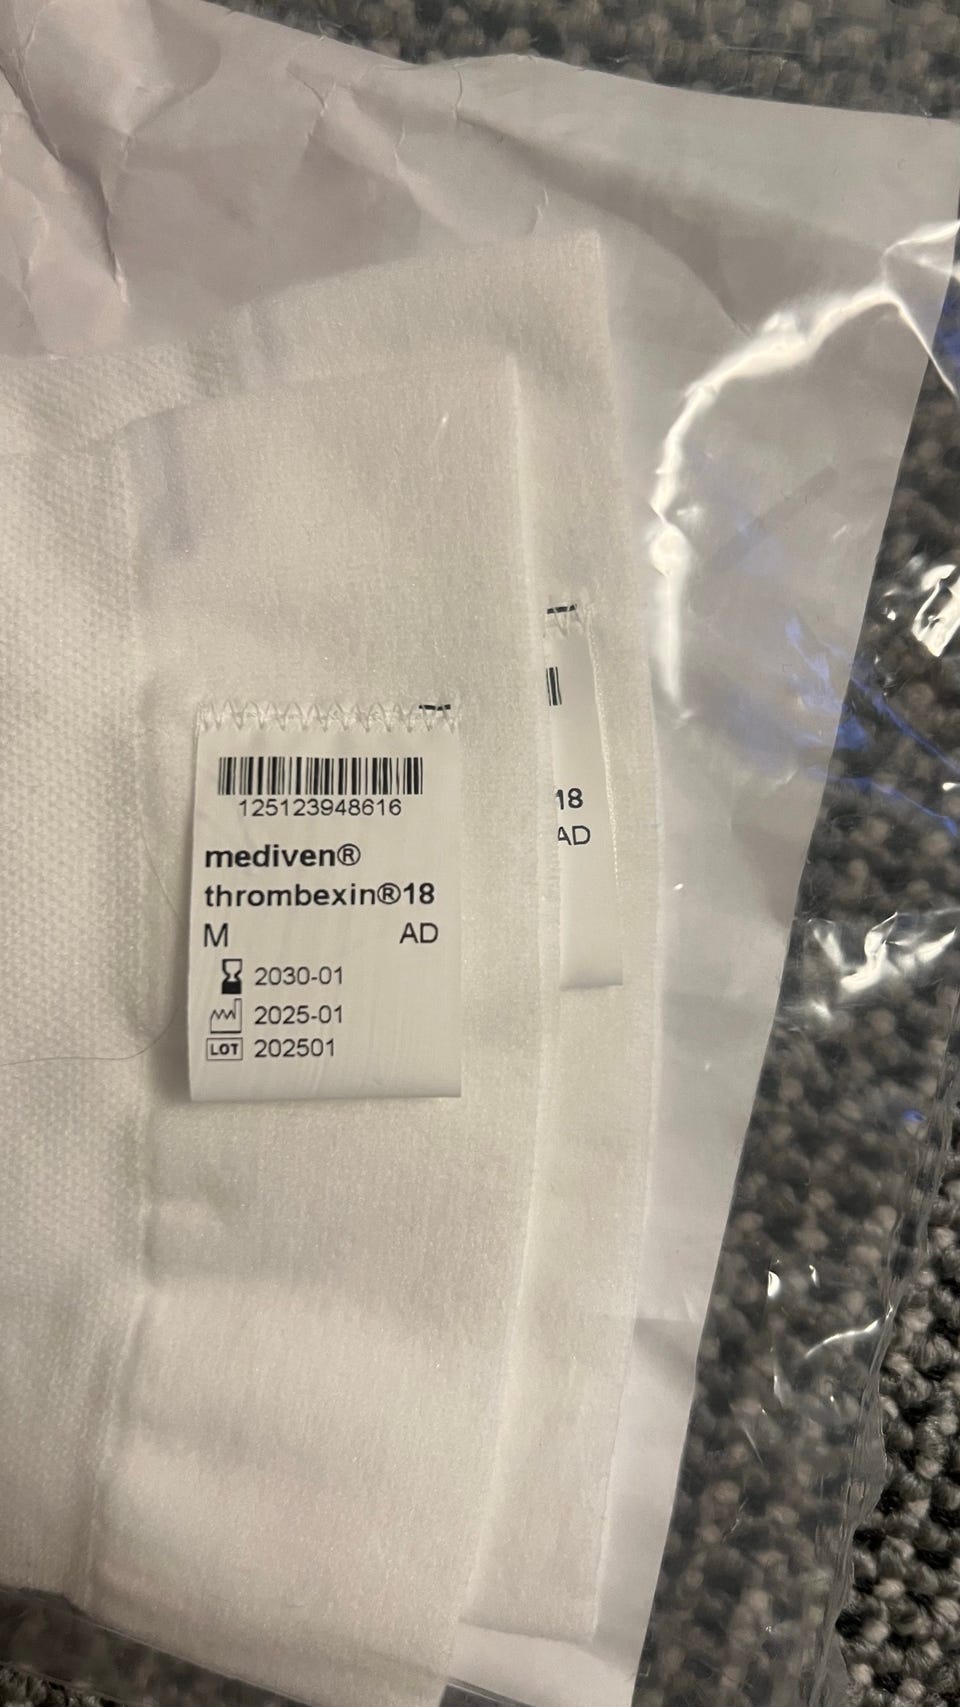 125123948616
mediven®
thrombexin®18
M AD
2030-01
2025-01
LOT 202501
18
AD